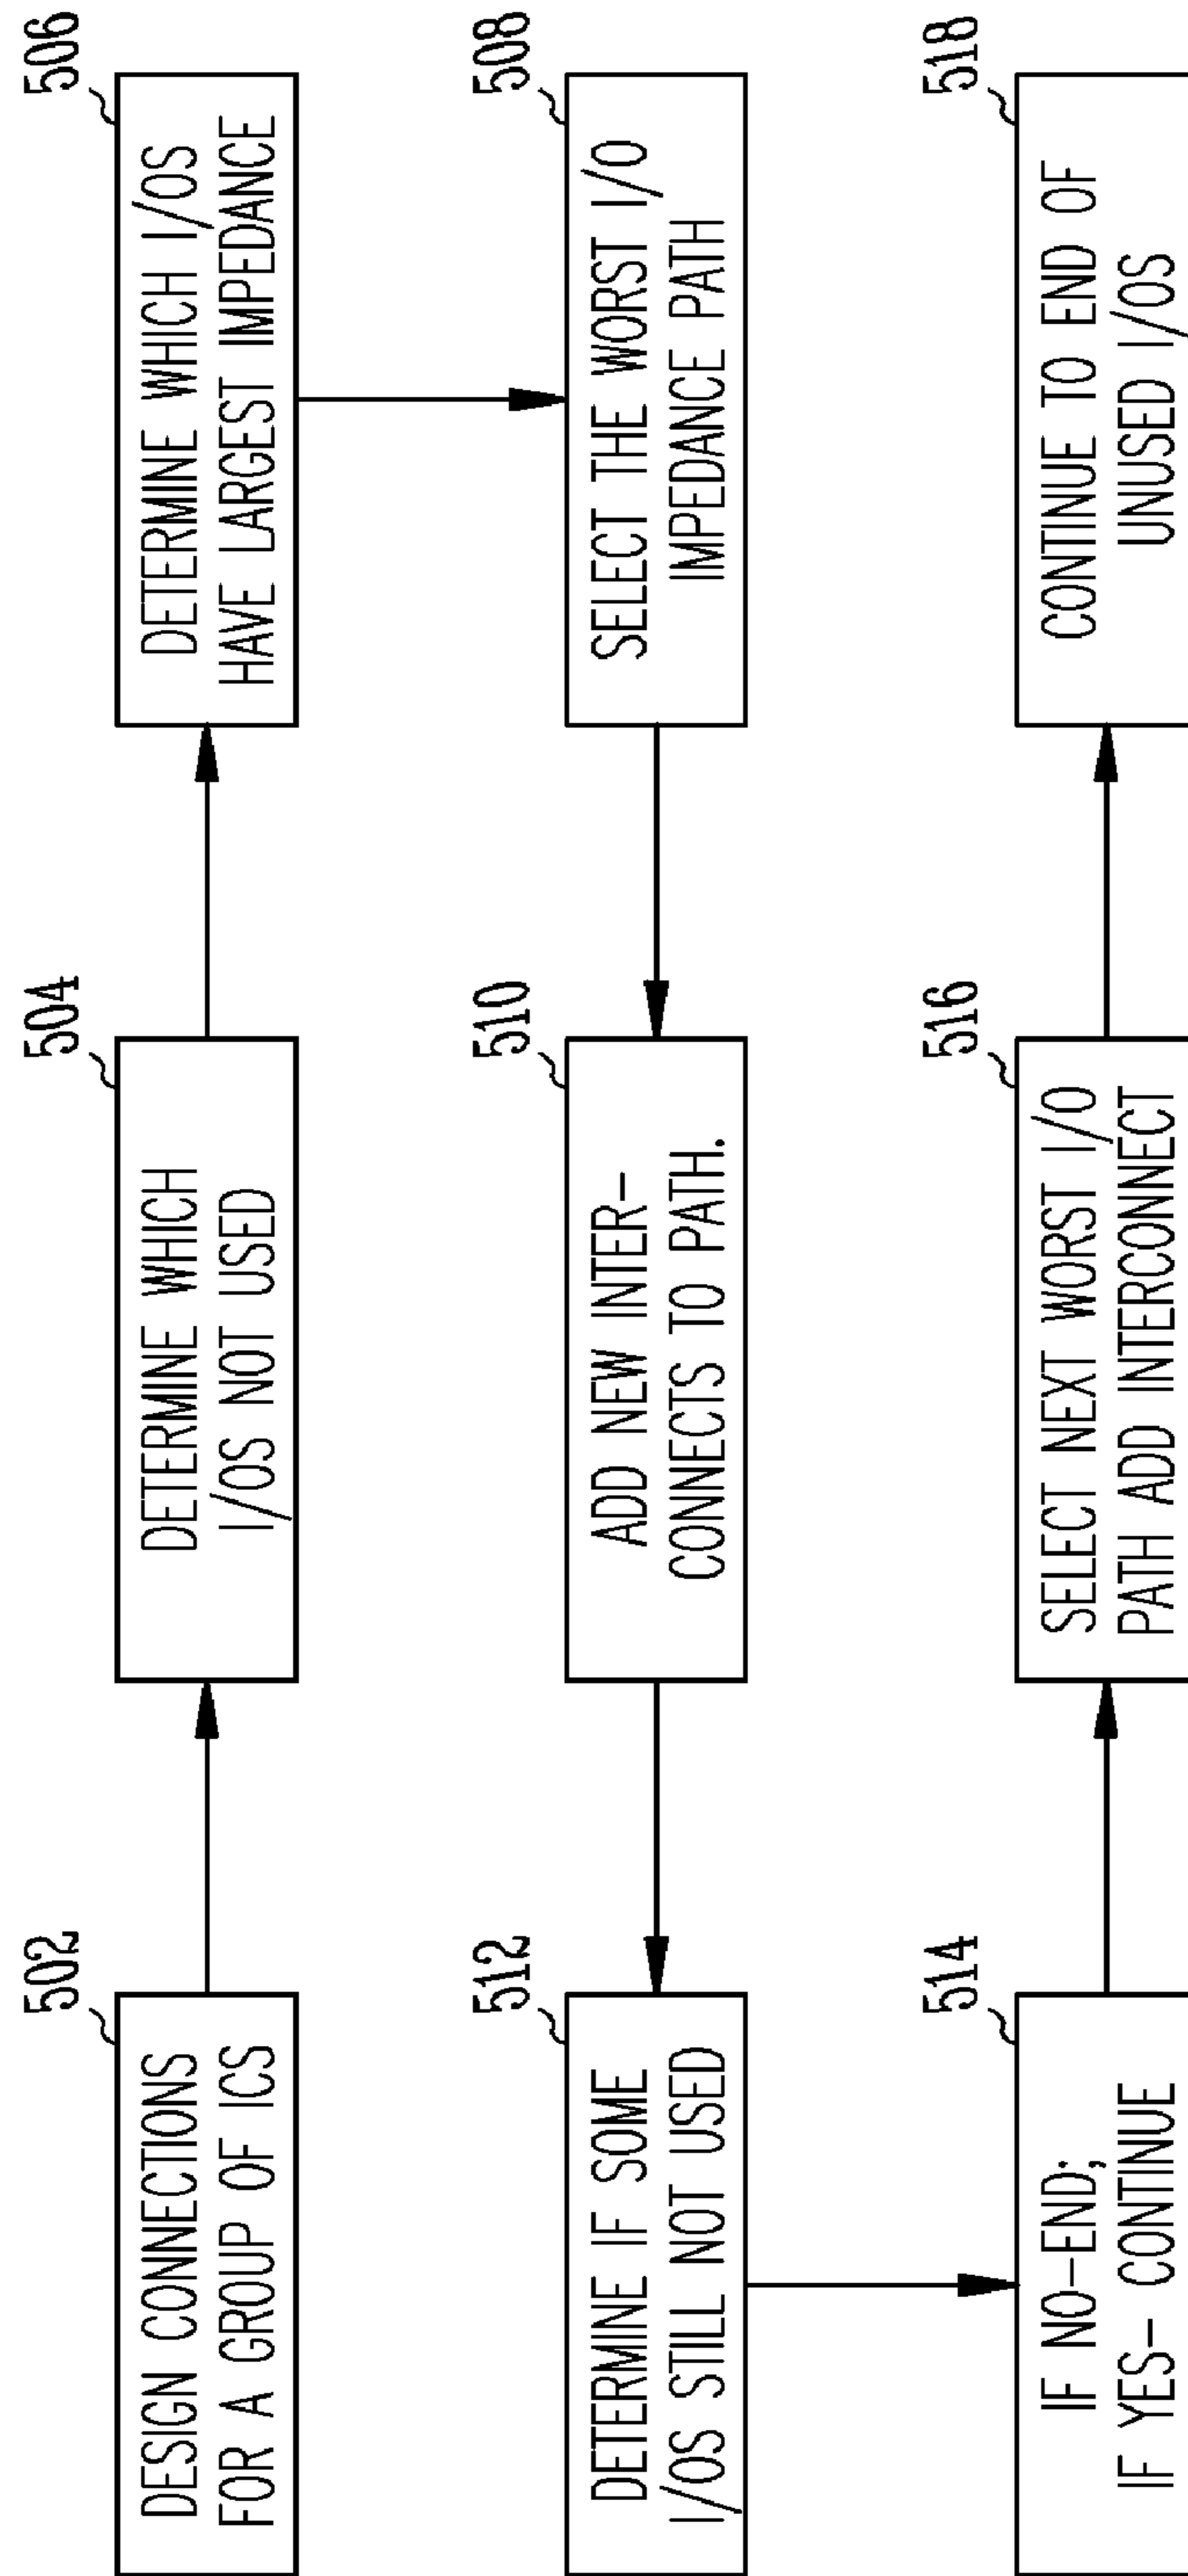 502
DESIGN CONNECTIONS
FOR A GROUP OF ICS
504
DETERMINE WHICH
I/OS NOT USED
506
DETERMINE WHICH I/OS
HAVE LARGEST IMPEDANCE
508
SELECT THE WORST I/O
IMPEDANCE PATH
510
ADD NEW INTER-
CONNECTS TO PATH.
512
DETERMINE IF SOME
I/OS STILL NOT USED
514
IF NO-END;
IF YES- CONTINUE
516
SELECT NEXT WORST I/O
PATH ADD INTERCONNECT
518
CONTINUE TO END OF
UNUSED I/OS